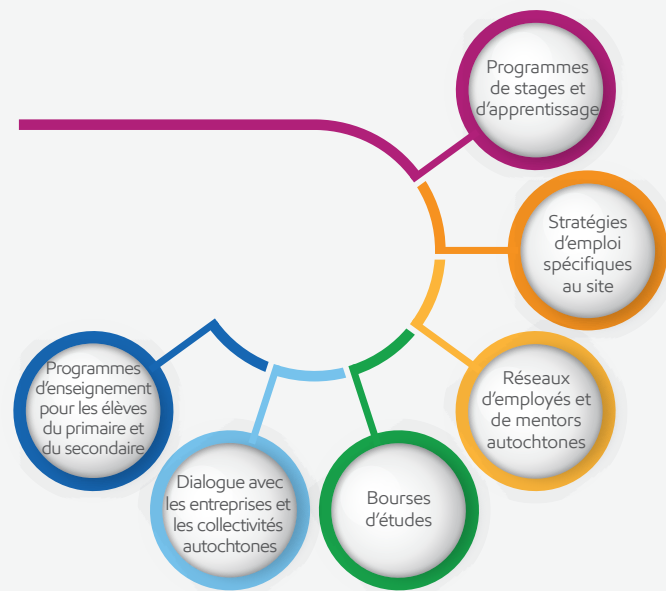 Programmes
de stages et
d'apprentissage
Stratégies
d'emploi
spécifiques
au site
Réseaux
d'employés et
de mentors
autochtones
Bourses
d'études
Dialogue avec
les entreprises et
les collectivités
autochtones
Programmes
d'enseignement
pour les élèves
du primaire et
du secondaire